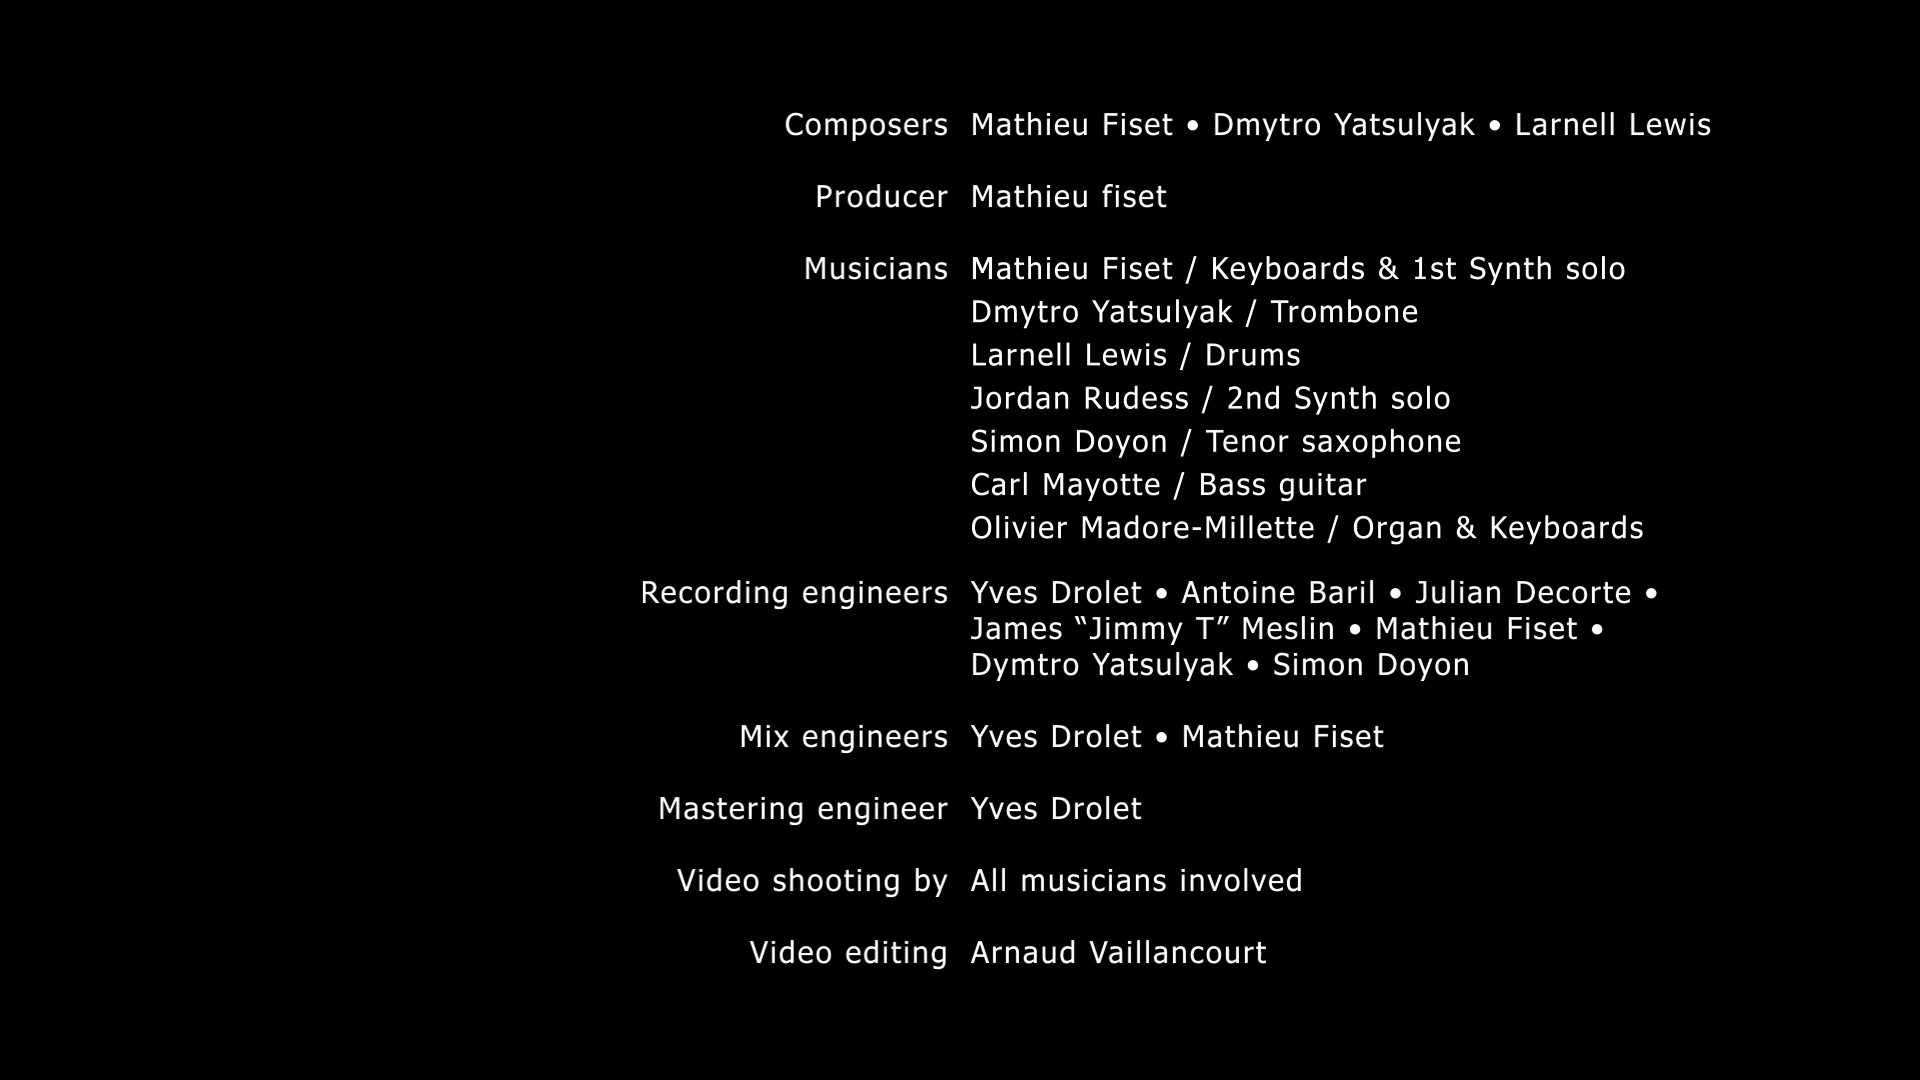 Composers Mathieu Fiset • Dmytro Yatsulyak • Larnell Lewis
Producer Mathieu fiset
Musicians Mathieu Fiset / Keyboards & 1st Synth solo
Dmytro Yatsulyak / Trombone
Larnell Lewis / Drums
Jordan Rudess / 2nd Synth solo
Simon Doyon / Tenor saxophone
Carl Mayotte / Bass guitar
Olivier Madore-Millette / Organ & Keyboards
Recording engineers Yves Drolet • Antoine Baril • Julian Decorte •
James “Jimmy T” Meslin • Mathieu Fiset •
Dymtro Yatsulyak • Simon Doyon
Mix engineers Yves Drolet • Mathieu Fiset
Mastering engineer Yves Drolet
Video shooting by All musicians involved
Video editing Arnaud Vaillancourt